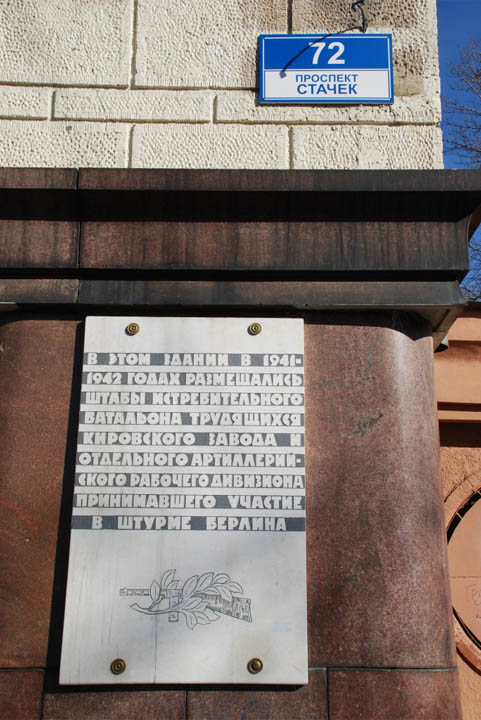 72
ПРОСПЕКТ
СТАЧЕК
В ЭТОМ ЗДАНИИ В 1941-
1942 ГОДАХ РАЗМЕЩАЛИСЬ
ШТАБЫ ИСТРЕБИТЕЛЬНОГО
БАТАЛЬОНА ТРУДЯЩИХСЯ
КИРОВСКОГО ЗАВОДА И
ОТДЕЛЬНОГО АРТИЛЛЕРИЙ-
СКОГО РАБОЧЕГО ДИВИЗИОНА
ПРИНИМАВШЕГО УЧАСТИЕ
В ШТУРМЕ БЕРЛИНА